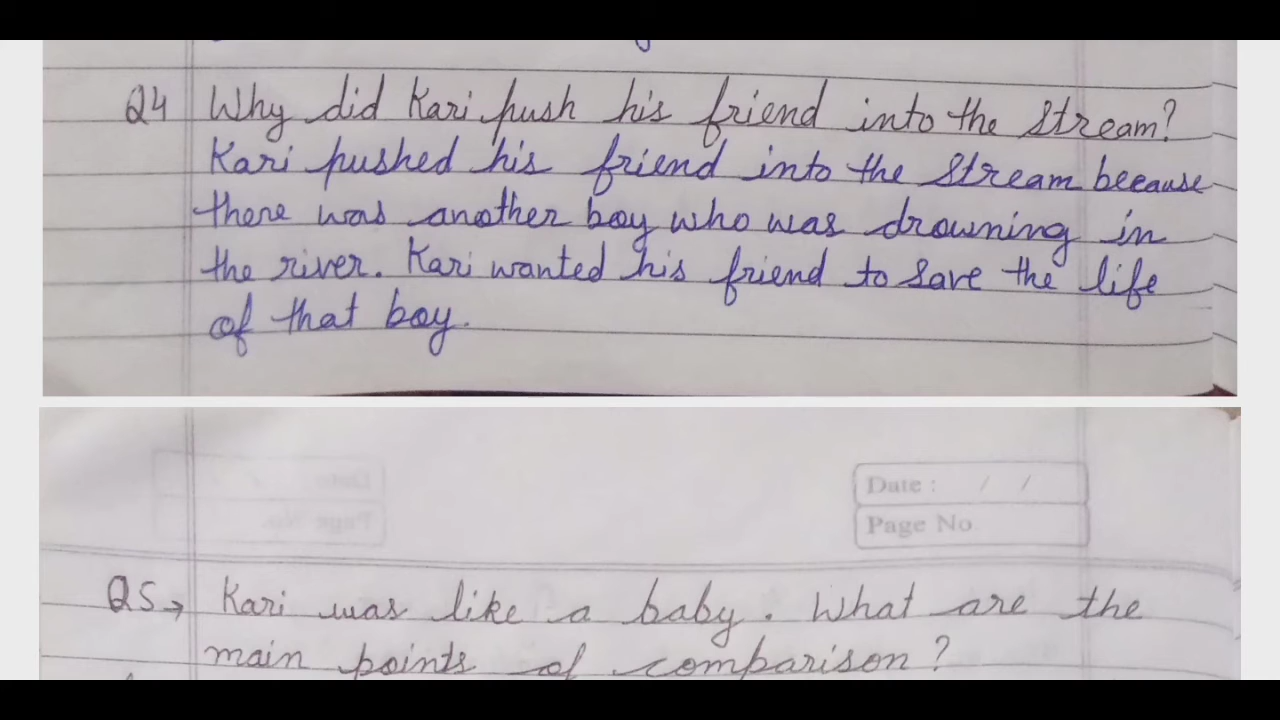 Q4 Why did Kari push his friend into the stream?
Kari pushed his friend into the stream because
there was another boy who was drowning in
the river. Kari wanted his friend to save the life
of that boy.
Date : / /
Page No.
Q5→ Kari was like a baby. What are the
main points of comparison?